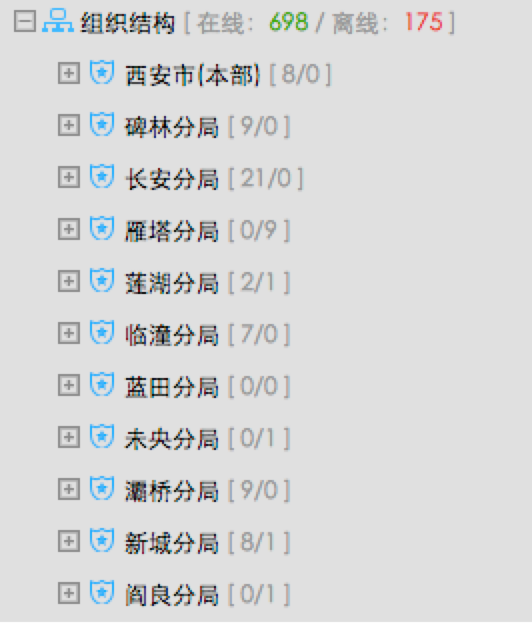 组织结构 [ 在线：698 / 离线：175 ]
西安市(本部) [ 8/0 ]
碑林分局 [ 9/0 ]
长安分局 [ 21/0 ]
雁塔分局 [ 0/9 ]
莲湖分局 [ 2/1 ]
临潼分局 [ 7/0 ]
蓝田分局 [ 0/0 ]
未央分局 [ 0/1 ]
灞桥分局 [ 9/0 ]
新城分局 [ 8/1 ]
阎良分局 [ 0/1 ]